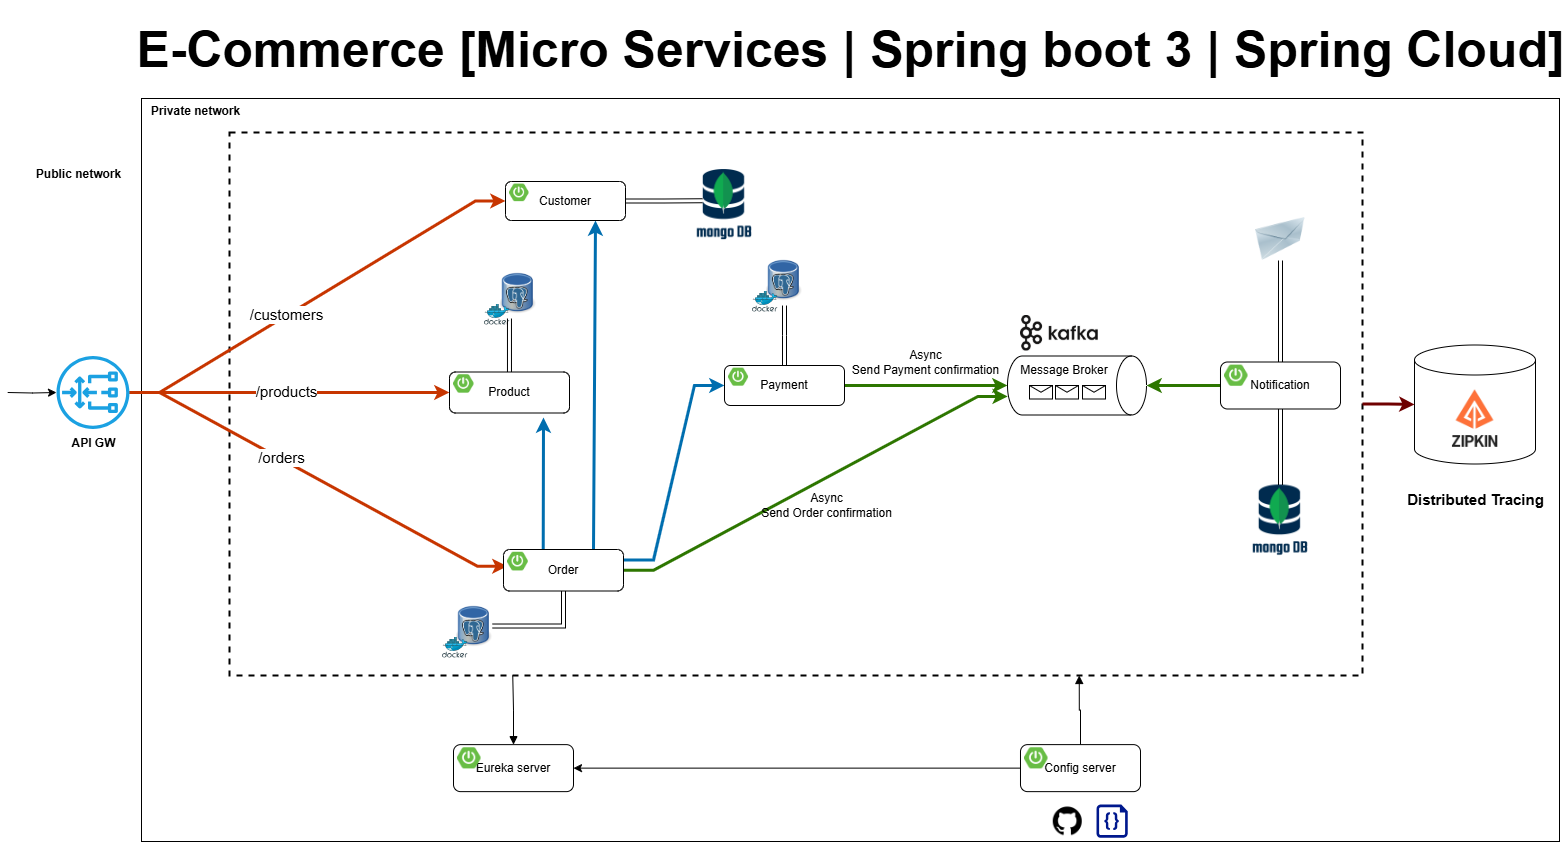 E-Commerce [Micro Services | Spring boot 3 | Spring Cloud]
Private network
Public network
Customer
mongo DB
/customers
docker
docker
kafka
Async
Send Payment confirmation
Message Broker
API GW
/products
Product
Payment
Notification
ZIPKIN
Distributed Tracing
/orders
Async
Send Order confirmation
mongo DB
Order
docker
Eureka server
Config server
{}